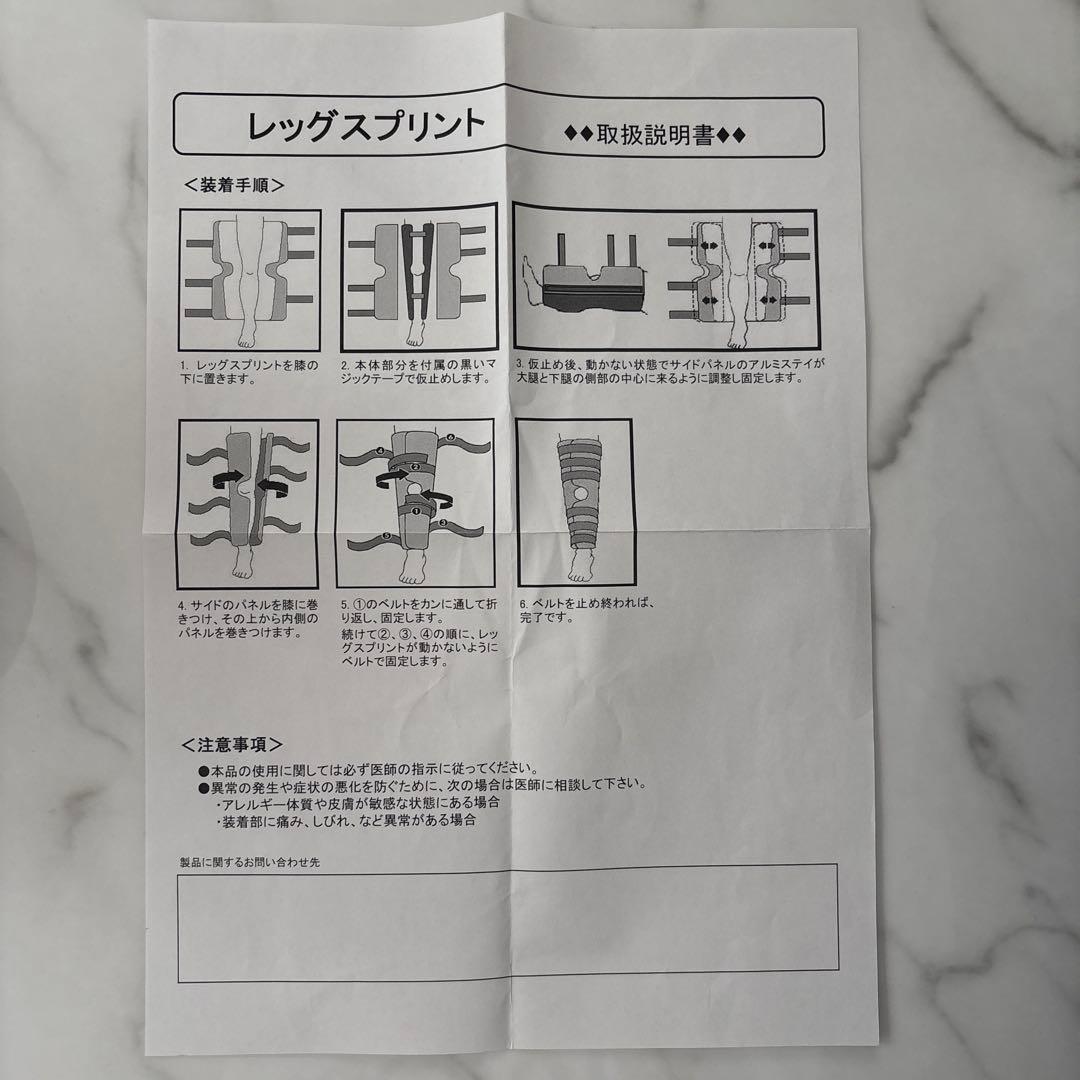 レッグスプリント ◆◆取扱説明書◆◆
＜装着手順＞
1. レッグスプリントを膝の
下に置きます。
2. 本体部分を付属の黒いマ
ジックテープで仮止めします。
3. 仮止め後、動かない状態でサイドパネルのアルミステイが
大腿と下腿の側部の中心に来るように調整し固定します。
④
⑥
②
①
③
⑤
4. サイドのパネルを膝に巻
きつけ、その上から内側の
パネルを巻きつけます。
5. ①のベルトをカンに通して折
り返し、固定します。
続けて②、③、④の順に、レッ
グスプリントが動かないように
ベルトで固定します。
6. ベルトを止め終われば、
完了です。
＜注意事項＞
●本品の使用に関しては必ず医師の指示に従ってください。
●異常の発生や症状の悪化を防ぐために、次の場合は医師に相談して下さい。
・アレルギー体質や皮膚が敏感な状態にある場合
・装着部に痛み、しびれ、など異常がある場合
製品に関するお問い合わせ先